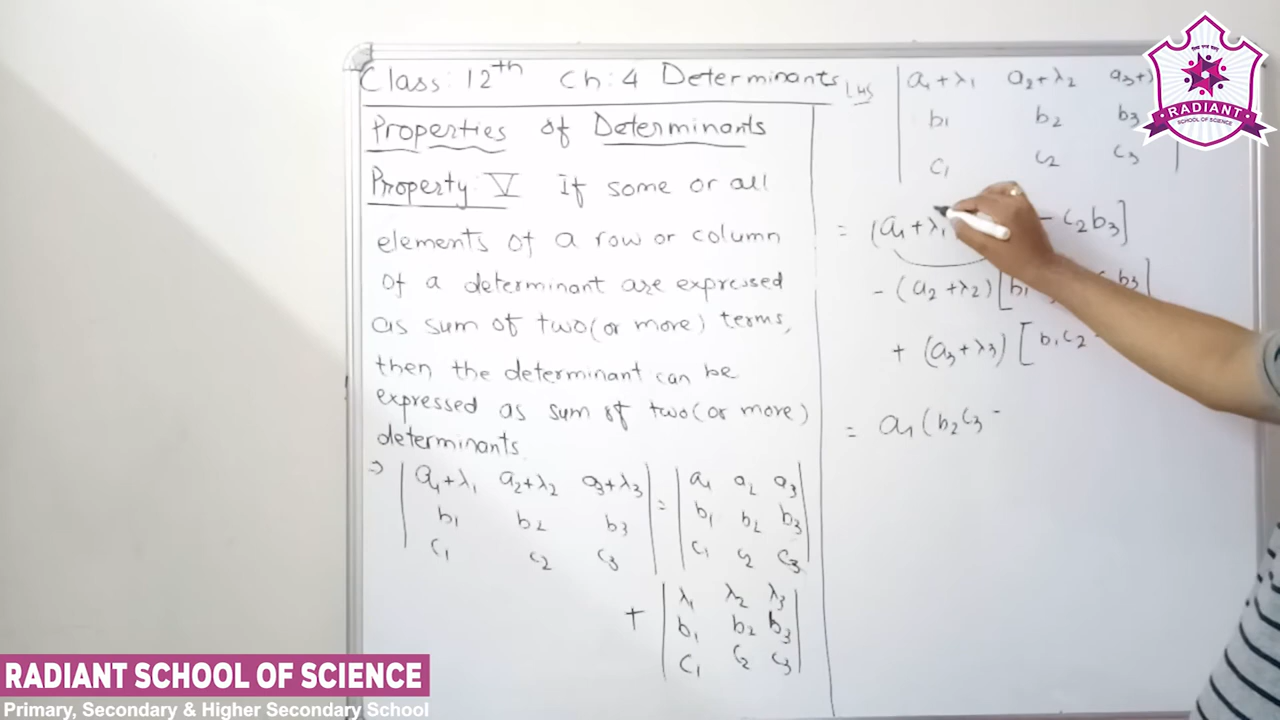 Class: 12th Ch: 4 Determinants
Properties of Determinants
Property: V If some or all
elements of a row or column
of a determinant are expressed
as sum of two (or more) terms,
then the determinant can be
expressed as sum of two (or more)
determinants.
⇒ | a₁+λ₁ a₂+λ₂ a₃+λ₃ | = | a₁ a₂ a₃ |
| b₁ b₂ b₃ | | b₁ b₂ b₃ |
| c₁ c₂ c₃ | | c₁ c₂ c₃ |
+ | λ₁ λ₂ λ₃ |
| b₁ b₂ b₃ |
| c₁ c₂ c₃ |
LHS | a₁+λ₁ a₂+λ₂ a₃+
| b₁ b₂ b₃
| c₁ c₂ c₃ |
= (a₁+λ₁ - c₂b₃]
- (a₂+λ₂) [b₁ b₃]
+ (a₃+λ₃) [b₁c₂ -
= a₁(b₂c₃ -
RADIANT
SCHOOL OF SCIENCE
RADIANT SCHOOL OF SCIENCE
Primary, Secondary & Higher Secondary School